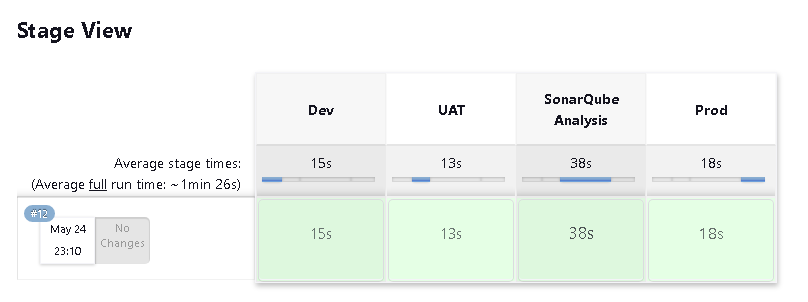 Stage View
Dev
UAT
SonarQube
Analysis
Prod
Average stage times:
(Average full run time: ~1min 26s)
15s
13s
38s
18s
#12
May 24
23:10
No
Changes
15s
13s
38s
18s